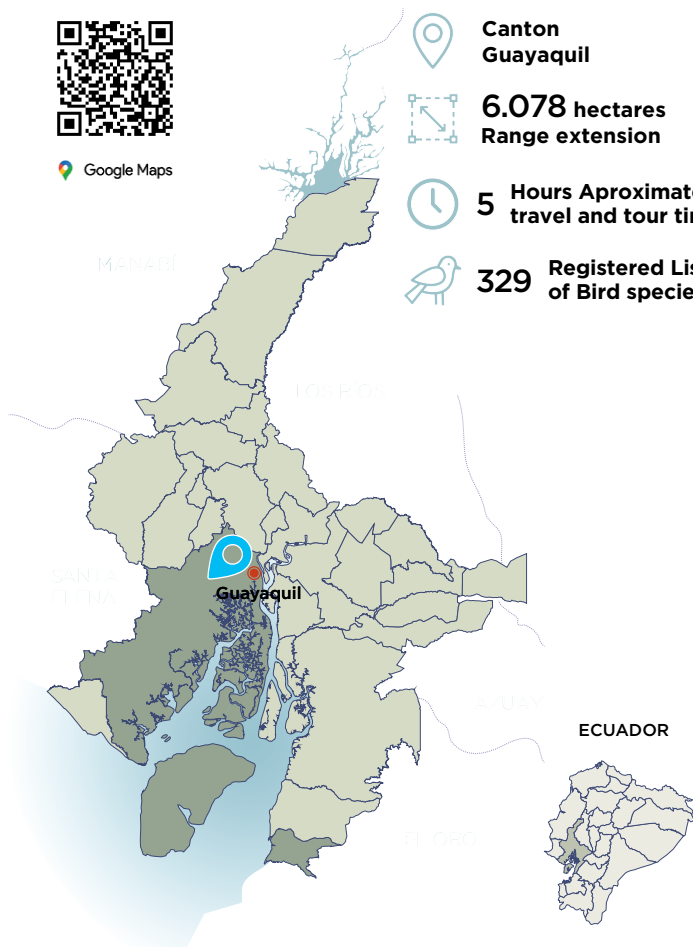 Canton
Guayaquil
6.078 hectares
Range extension
Google Maps
5 Hours Aproximat
travel and tour ti
MANABÍ
329 Registered Lis
of Bird specie
LOS RÍOS
SANTA
ELENA
Guayaquil
AZUAY
ECUADOR
EL ORO